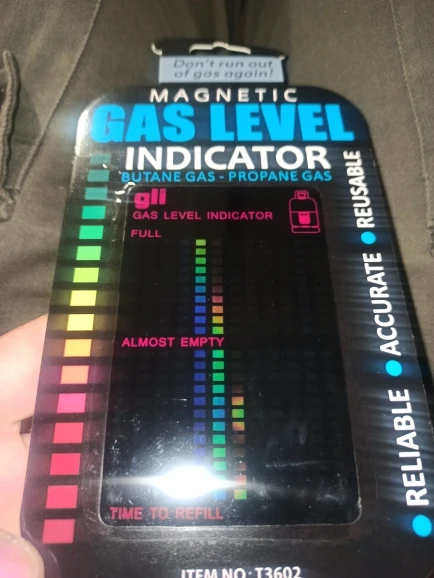 Don't run out
of gas again!
MAGNETIC
GAS LEVEL
INDICATOR
BUTANE GAS - PROPANE GAS
gli
GAS LEVEL INDICATOR
FULL
ALMOST EMPTY
TIME TO REFILL
RELIABLE • ACCURATE • REUSABLE
ITEM NO : T3602